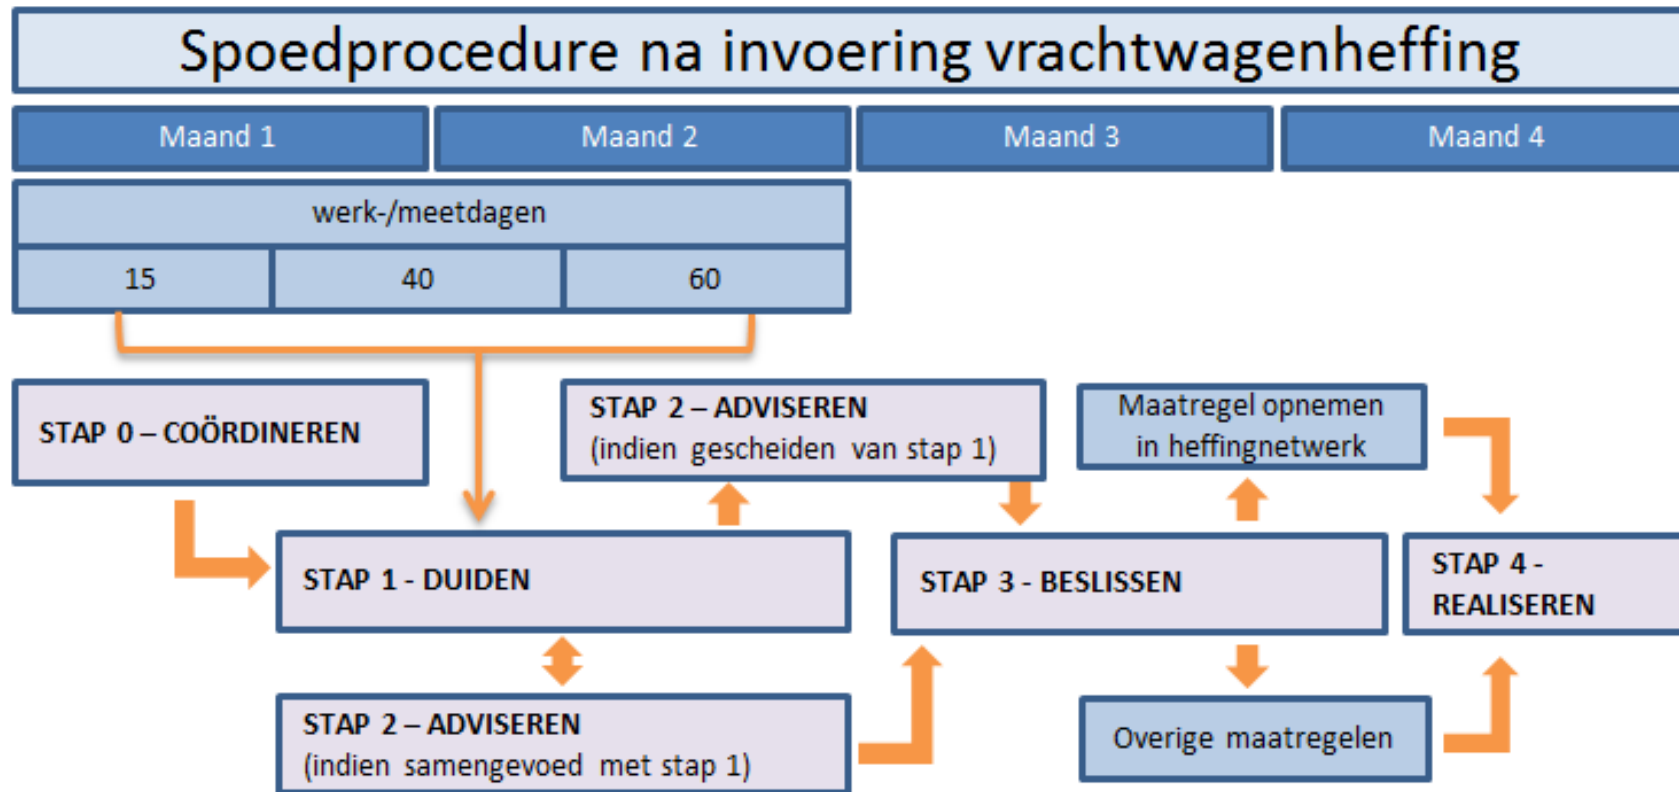 Spoedprocedure na invoering vrachtwagenheffing
Maand 1
Maand 2
Maand 3
Maand 4
werk-/meetdagen
15
40
60
STAP 0 – COÖRDINEREN
STAP 2 – ADVISEREN
(indien gescheiden van stap 1)
Maatregel opnemen
in heffingnetwerk
STAP 1 - DUIDEN
STAP 3 - BESLISSEN
STAP 4 -
REALISEREN
STAP 2 – ADVISEREN
(indien samengevoed met stap 1)
Overige maatregelen